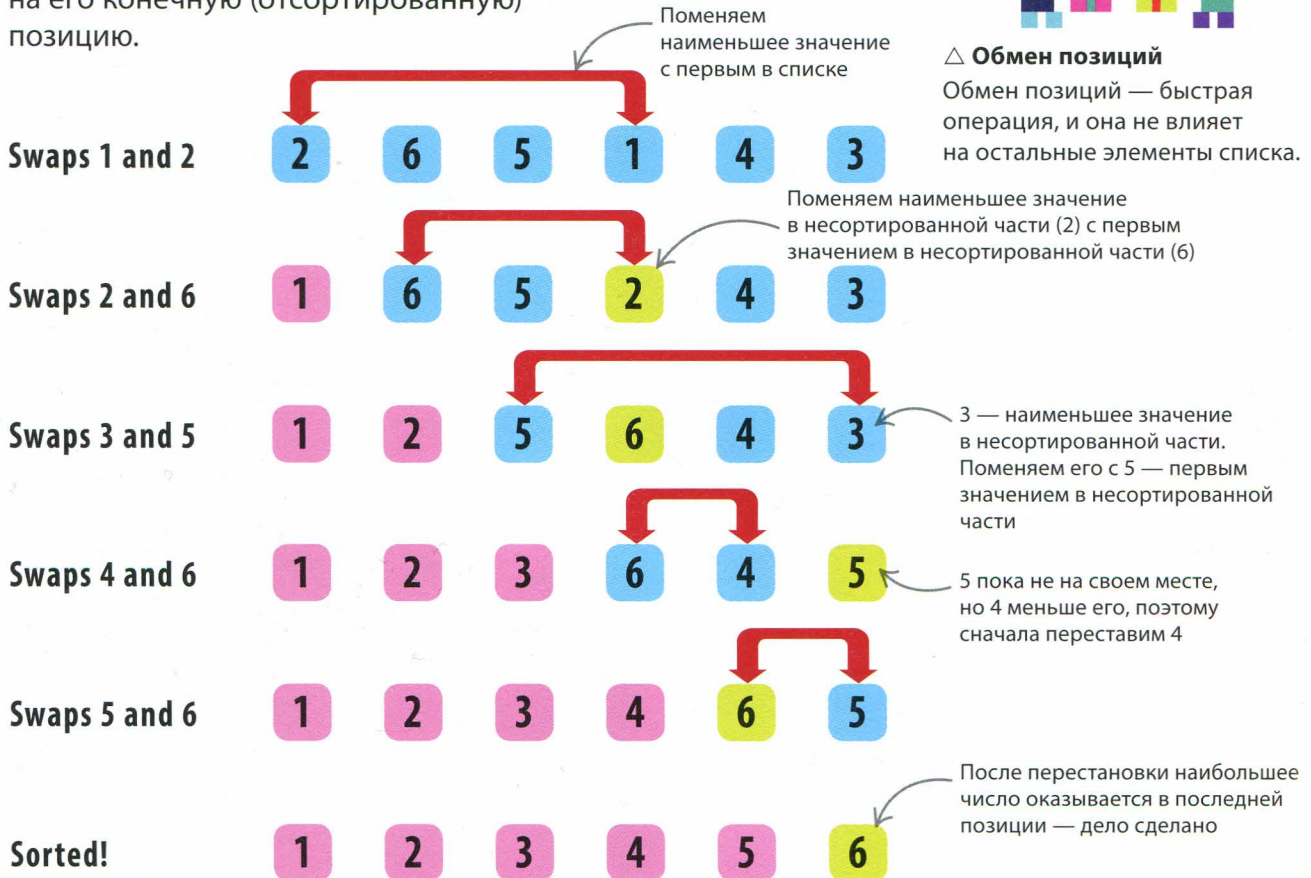 на его конечную (отсортированную)
позицию.
Поменяем
наименьшее значение
с первым в списке
△ Обмен позиций
Обмен позиций — быстрая
операция, и она не влияет
на остальные элементы списка.
Swaps 1 and 2
2 6 5 1 4 3
Поменяем наименьшее значение
в несортированной части (2) с первым
значением в несортированной части (6)
Swaps 2 and 6
1 6 5 2 4 3
Swaps 3 and 5
1 2 5 6 4 3
3 — наименьшее значение
в несортированной части.
Поменяем его с 5 — первым
значением в несортированной
части
Swaps 4 and 6
1 2 3 6 4 5
5 пока не на своем месте,
но 4 меньше его, поэтому
сначала переставим 4
Swaps 5 and 6
1 2 3 4 6 5
После перестановки наибольшее
число оказывается в последней
позиции — дело сделано
Sorted!
1 2 3 4 5 6